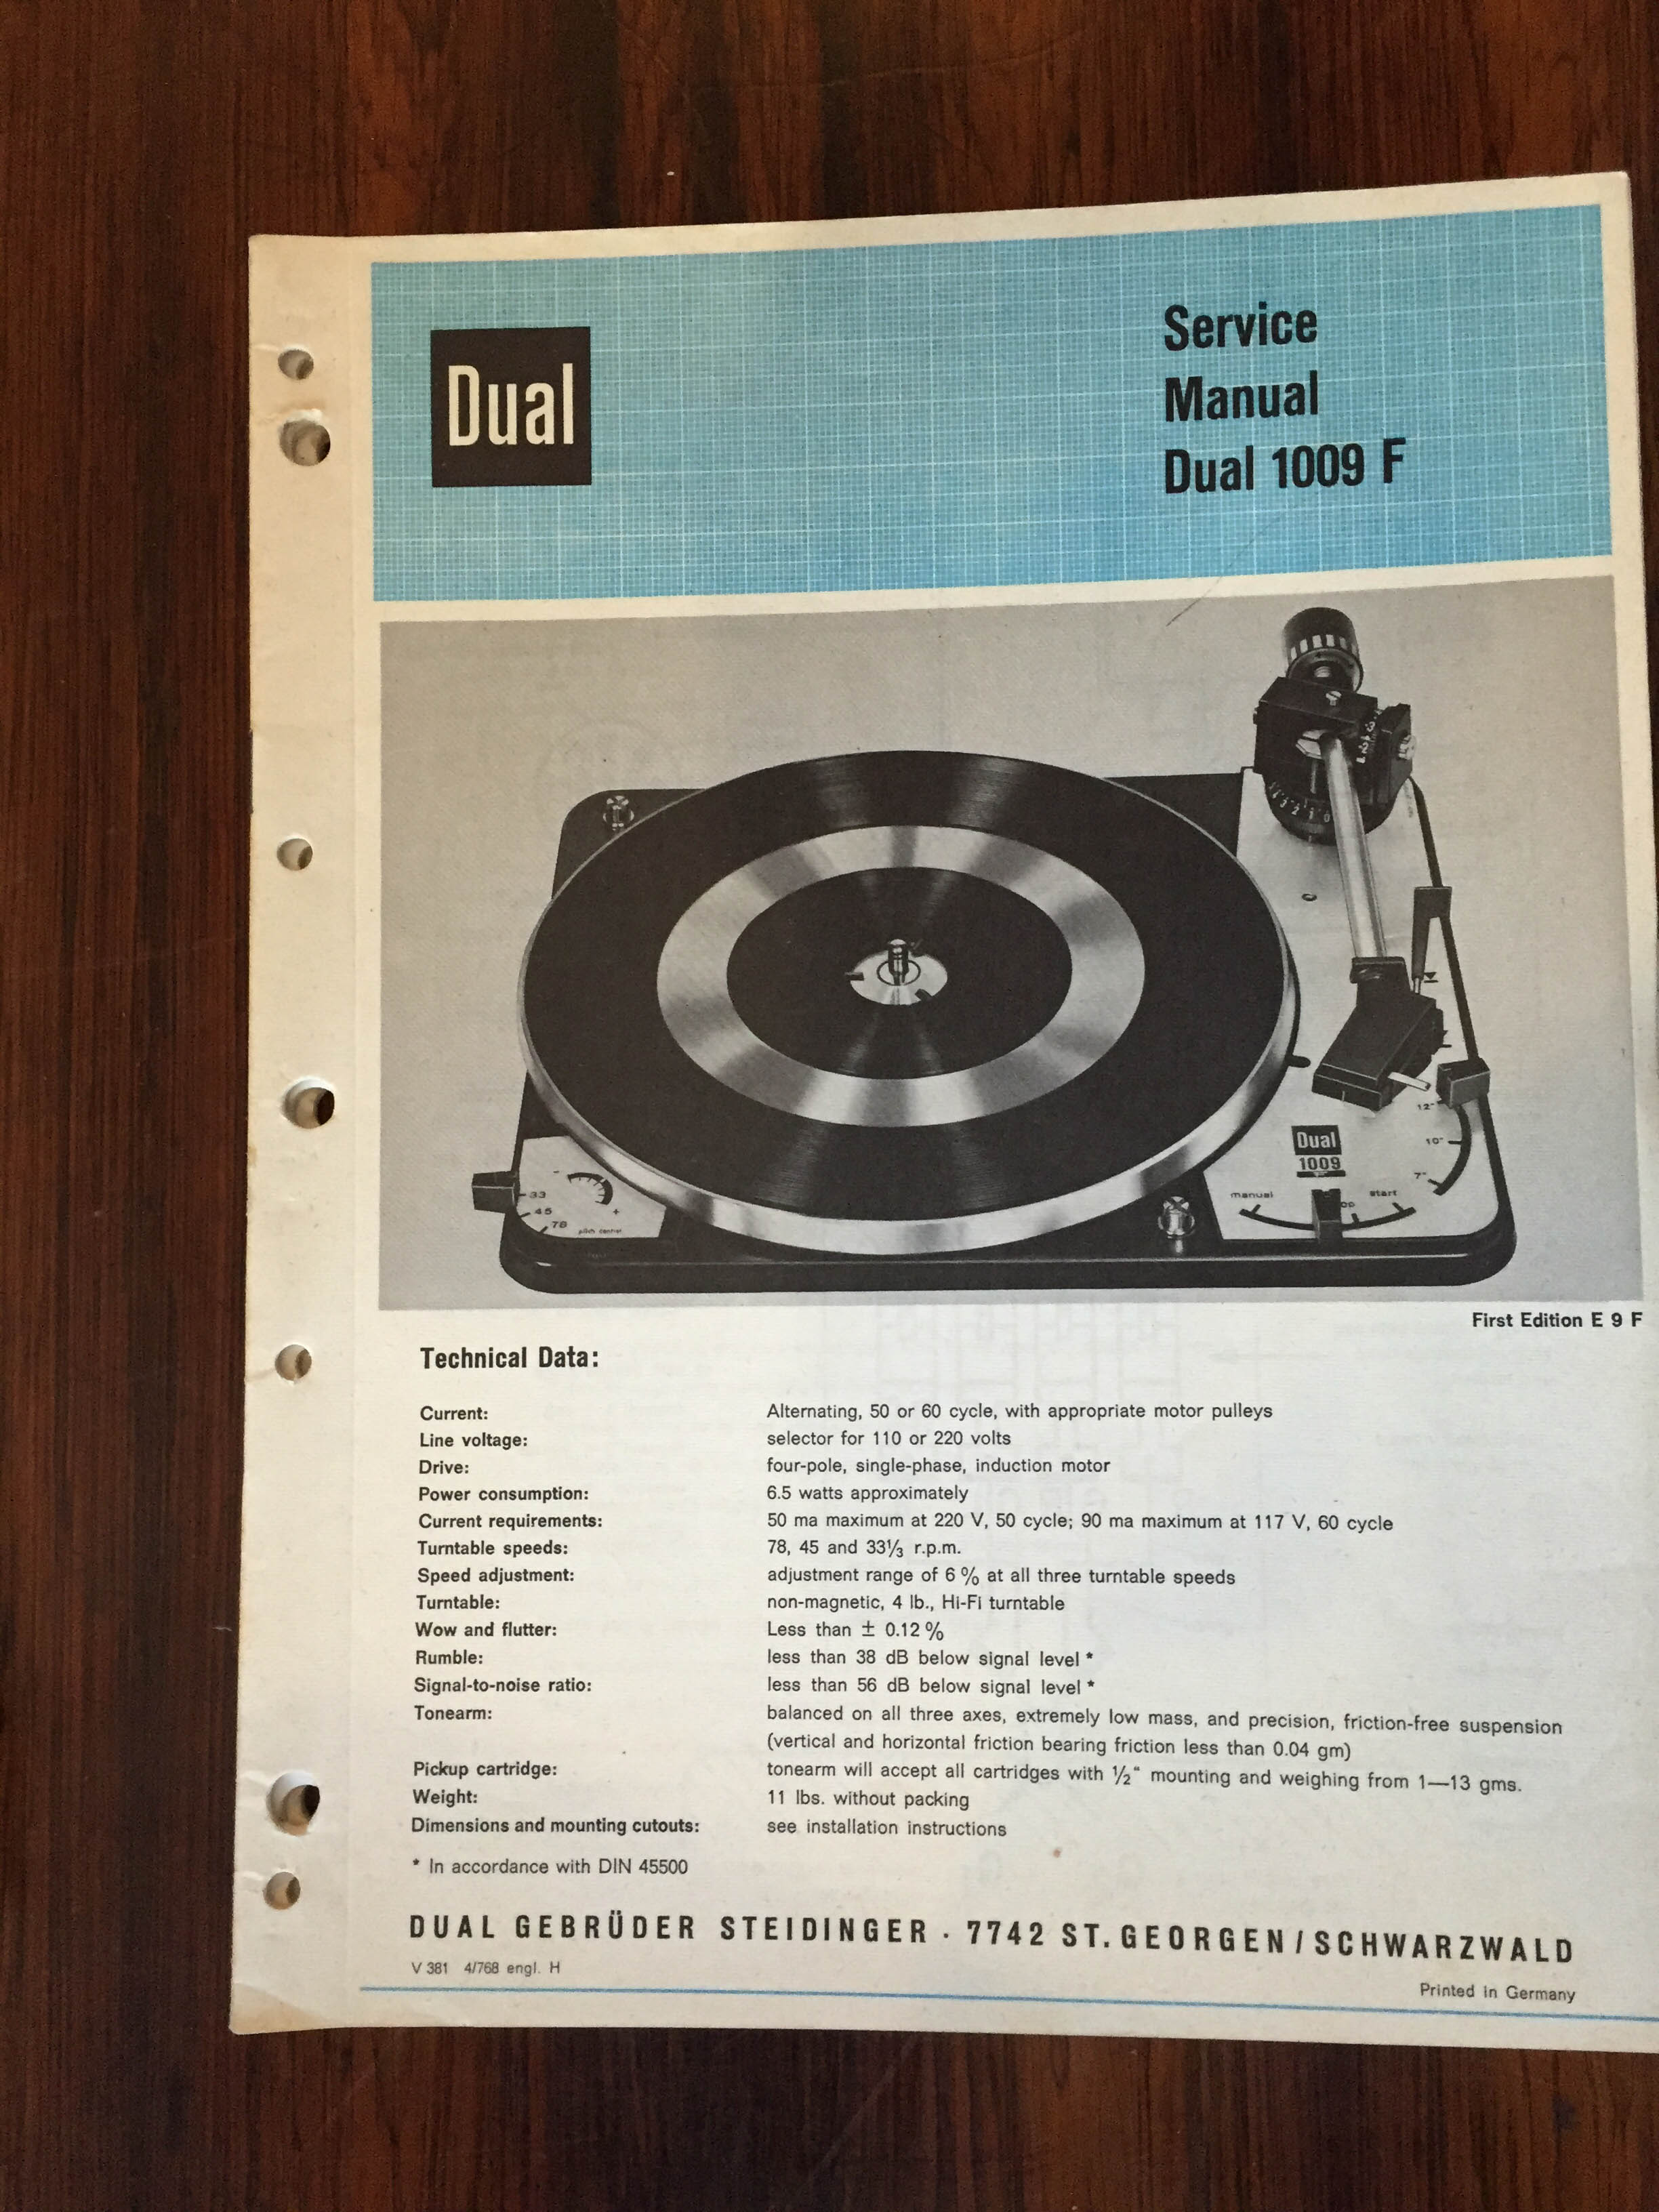 Dual
Service
Manual
Dual 1009 F
33
45
78
-
+
pitch control
3 2 1 0
Dual
1009
manual
start
12"
10"
7"
First Edition E 9 F
Technical Data:
Current: Alternating, 50 or 60 cycle, with appropriate motor pulleys
Line voltage: selector for 110 or 220 volts
Drive: four-pole, single-phase, induction motor
Power consumption: 6.5 watts approximately
Current requirements: 50 ma maximum at 220 V, 50 cycle; 90 ma maximum at 117 V, 60 cycle
Turntable speeds: 78, 45 and 33⅓ r.p.m.
Speed adjustment: adjustment range of 6 % at all three turntable speeds
Turntable: non-magnetic, 4 lb., Hi-Fi turntable
Wow and flutter: Less than ± 0.12 %
Rumble: less than 38 dB below signal level *
Signal-to-noise ratio: less than 56 dB below signal level *
Tonearm: balanced on all three axes, extremely low mass, and precision, friction-free suspension
(vertical and horizontal friction bearing friction less than 0.04 gm)
Pickup cartridge: tonearm will accept all cartridges with ½“ mounting and weighing from 1—13 gms.
Weight: 11 lbs. without packing
Dimensions and mounting cutouts: see installation instructions
* In accordance with DIN 45500
DUAL GEBRÜDER STEIDINGER · 7742 ST. GEORGEN / SCHWARZWALD
V 381 4/768 engl. H
Printed in Germany